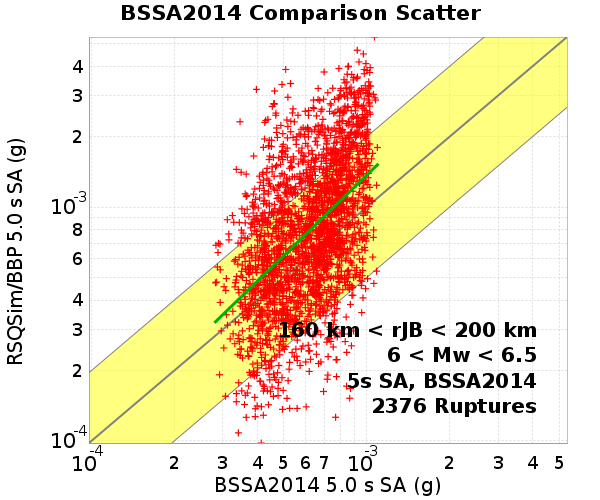 BSSA2014 Comparison Scatter
RSQSim/BBP 5.0 s SA (g)
4
3
2
10-3
8
6
4
3
2
10-4
160 km < rJB < 200 km
6 < Mw < 6.5
5s SA, BSSA2014
2376 Ruptures
10-4 2 3 4 5 6 7 10-3 2 3 4 5
BSSA2014 5.0 s SA (g)